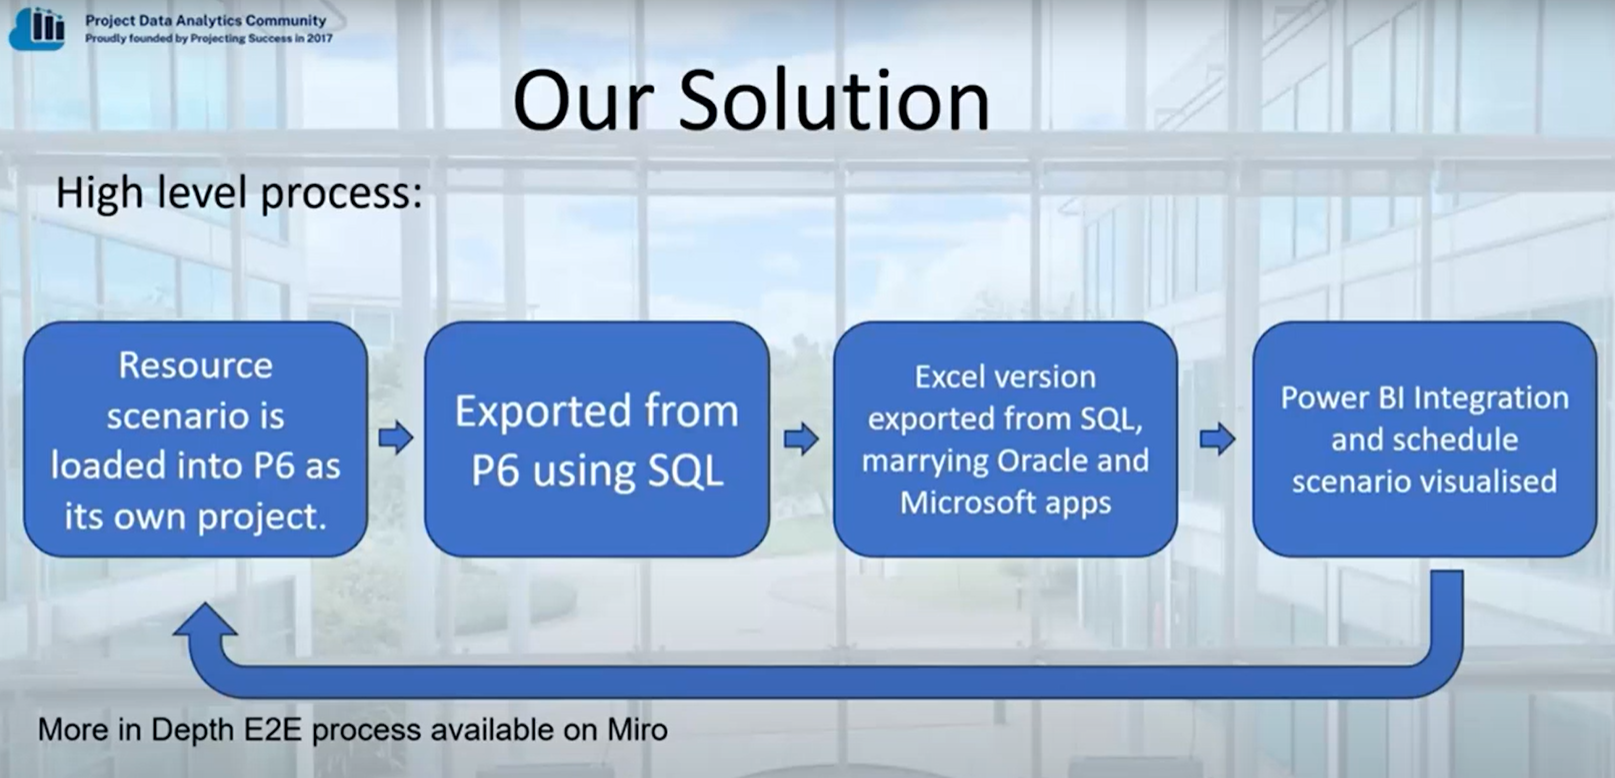 Project Data Analytics Community
Proudly founded by Projecting Success in 2017
Our Solution
High level process:
Resource
scenario is
loaded into P6 as
its own project.
Exported from
P6 using SQL
Excel version
exported from SQL,
marrying Oracle and
Microsoft apps
Power BI Integration
and schedule
scenario visualised
More in Depth E2E process available on Miro